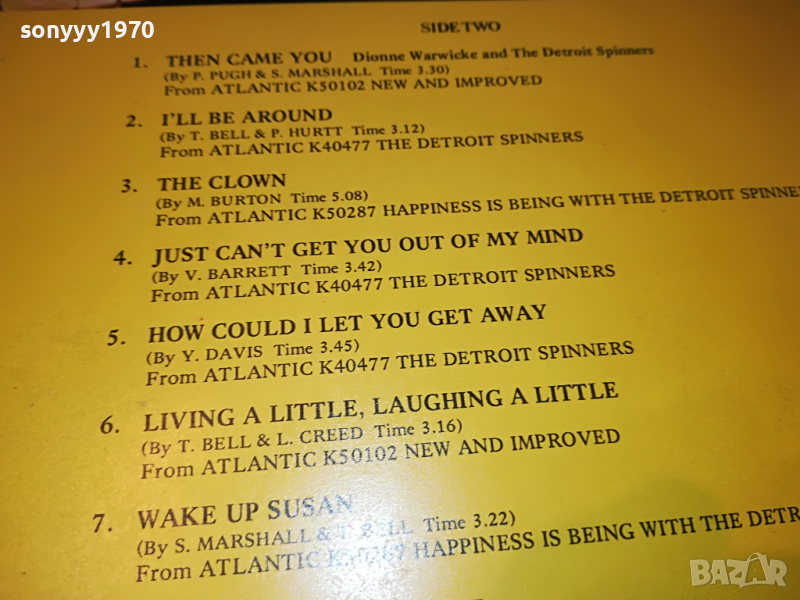 sonyyy1970
SIDE TWO
1. THEN CAME YOU Dionne Warwicke and The Detroit Spinners
(By P. PUGH & S. MARSHALL Time 3.30)
From ATLANTIC K50102 NEW AND IMPROVED
2. I'LL BE AROUND
(By T. BELL & P. HURTT Time 3.12)
From ATLANTIC K40477 THE DETROIT SPINNERS
3. THE CLOWN
(By M. BURTON Time 5.08)
From ATLANTIC K50287 HAPPINESS IS BEING WITH THE DETROIT SPINNE
4. JUST CAN'T GET YOU OUT OF MY MIND
(By V. BARRETT Time 3.42)
From ATLANTIC K40477 THE DETROIT SPINNERS
5. HOW COULD I LET YOU GET AWAY
(By Y. DAVIS Time 3.45)
From ATLANTIC K40477 THE DETROIT SPINNERS
6. LIVING A LITTLE, LAUGHING A LITTLE
(By T. BELL & L. CREED Time 3.16)
From ATLANTIC K50102 NEW AND IMPROVED
7. WAKE UP SUSAN
(By S. MARSHALL & T. BELL Time 3.22)
From ATLANTIC K50287 HAPPINESS IS BEING WITH THE DETR
BAZAR